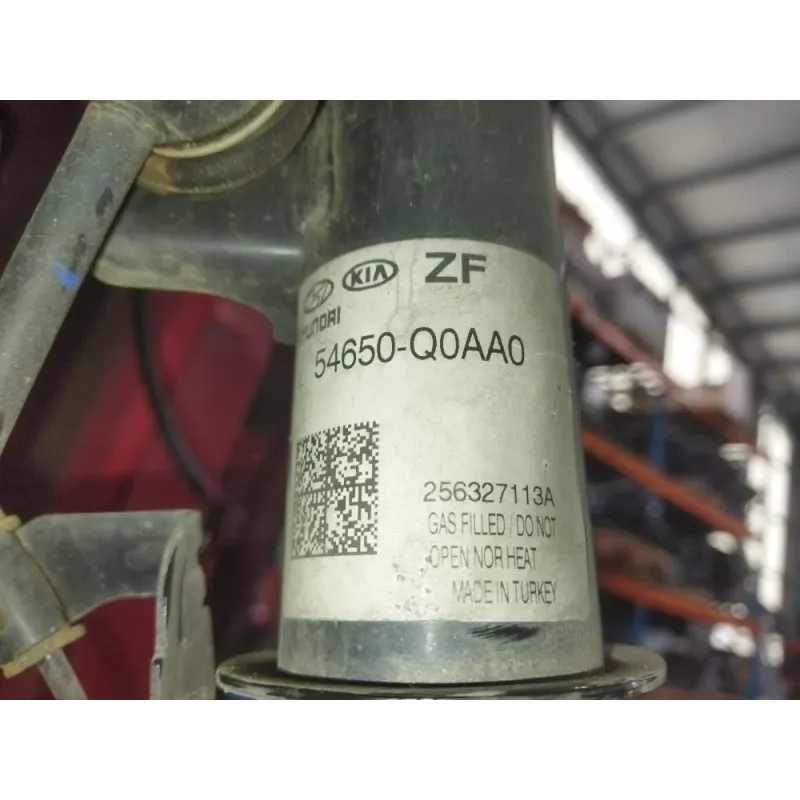 KIA ZF
HYUNDAI
54650-Q0AA0
256327113A
GAS FILLED / DO NOT
OPEN NOR HEAT
MADE IN TURKEY